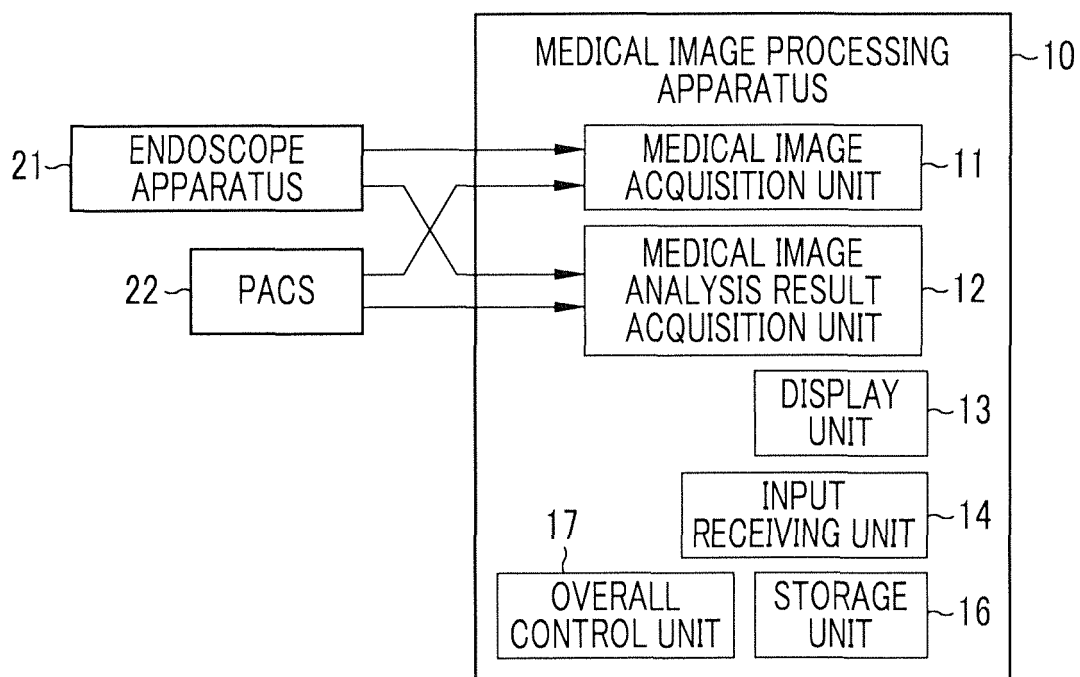 MEDICAL IMAGE PROCESSING
APPARATUS
10
21
ENDOSCOPE
APPARATUS
MEDICAL IMAGE
ACQUISITION UNIT
11
22
PACS
MEDICAL IMAGE
ANALYSIS RESULT
ACQUISITION UNIT
12
DISPLAY
UNIT
13
INPUT
RECEIVING UNIT
14
17
OVERALL
CONTROL UNIT
STORAGE
UNIT
16